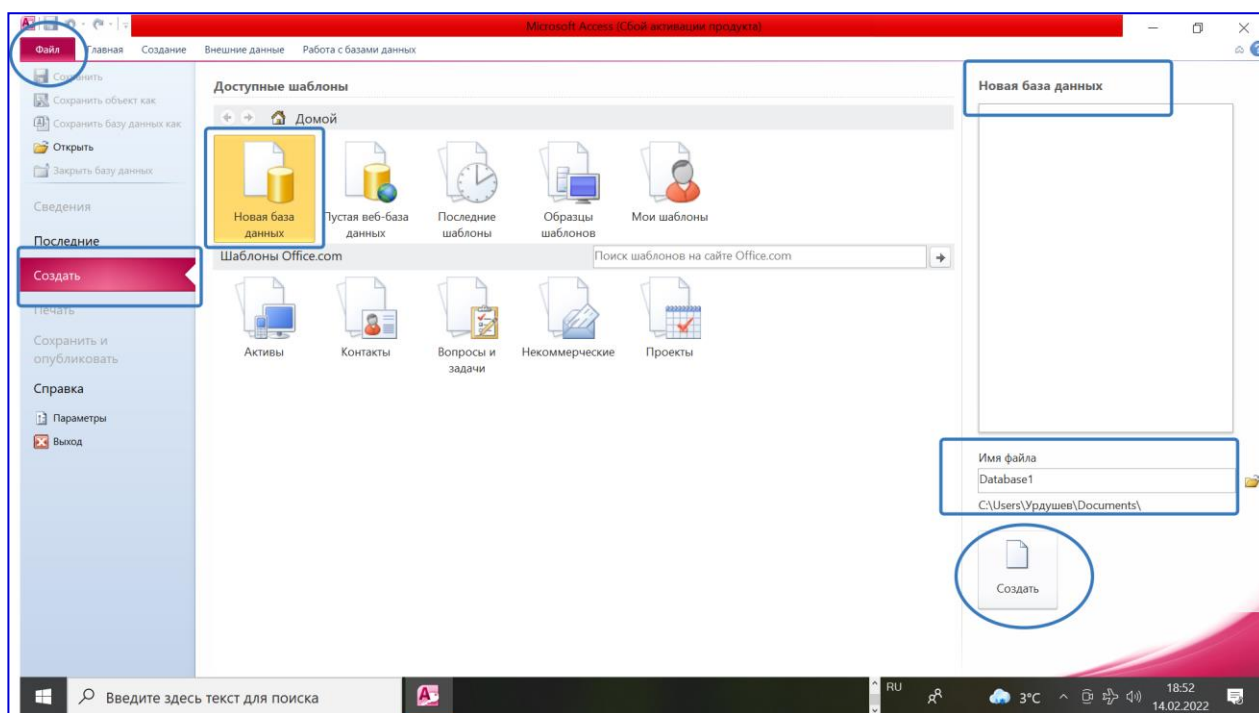 Microsoft Access (Сбой активации продукта)
Файл Главная Создание Внешние данные Работа с базами данных
Сохранить
Сохранить объект как
Сохранить базу данных как
Открыть
Закрыть базу данных
Сведения
Последние
Создать
Печать
Сохранить и
опубликовать
Справка
Параметры
Выход
Доступные шаблоны
Домой
Новая база
данных
Пустая веб-база
данных
Последние
шаблоны
Образцы
шаблонов
Мои шаблоны
Шаблоны Office.com
Поиск шаблонов на сайте Office.com
Активы
Контакты
Вопросы и
задачи
Некоммерческие
Проекты
Новая база данных
Имя файла
Database1
C:\Users\Урдушев\Documents\
Создать
Введите здесь текст для поиска
RU
3°C
18:52
14.02.2022